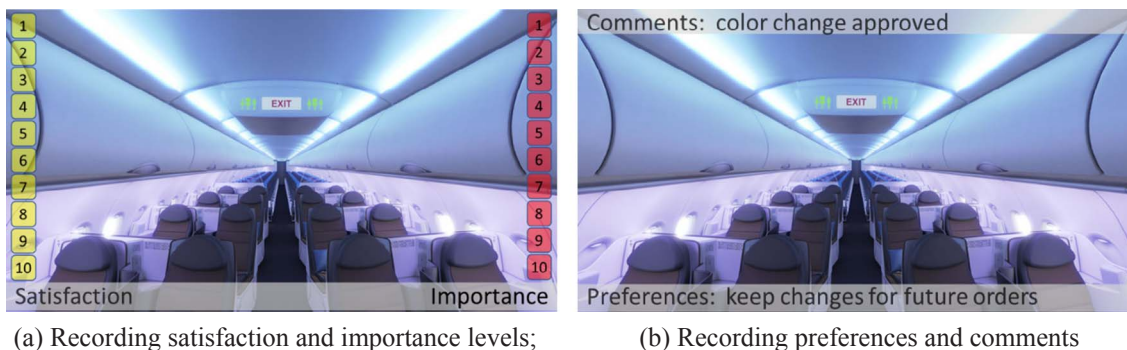 1
2
3
4
5
6
7
8
9
10
1
2
3
4
5
6
7
8
9
10
EXIT
Satisfaction
Importance
(a) Recording satisfaction and importance levels;
Comments: color change approved
EXIT
Preferences: keep changes for future orders
(b) Recording preferences and comments